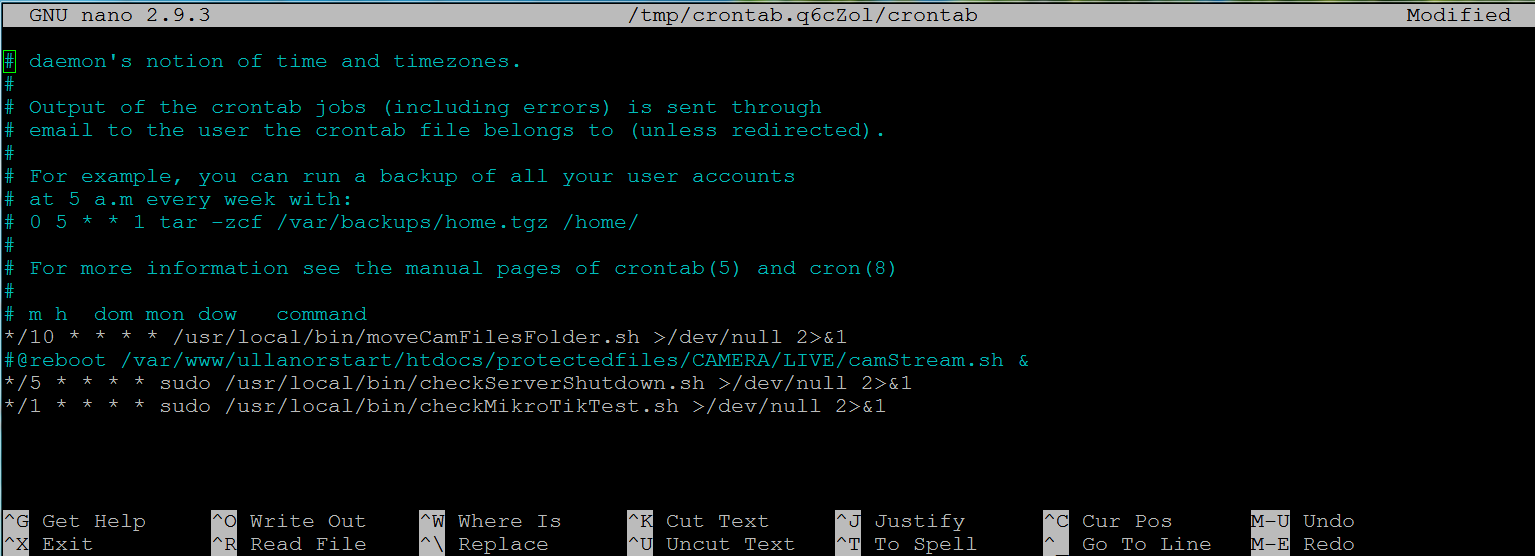 GNU nano 2.9.3 /tmp/crontab.q6cZol/crontab Modified
# daemon's notion of time and timezones.
#
# Output of the crontab jobs (including errors) is sent through
# email to the user the crontab file belongs to (unless redirected).
#
# For example, you can run a backup of all your user accounts
# at 5 a.m every week with:
# 0 5 * * 1 tar -zcf /var/backups/home.tgz /home/
#
# For more information see the manual pages of crontab(5) and cron(8)
#
# m h  dom mon dow   command
*/10 * * * * /usr/local/bin/moveCamFilesFolder.sh >/dev/null 2>&1
#@reboot /var/www/ullanorstart/htdocs/protectedfiles/CAMERA/LIVE/camStream.sh &
*/5 * * * * sudo /usr/local/bin/checkServerShutdown.sh >/dev/null 2>&1
*/1 * * * * sudo /usr/local/bin/checkMikroTikTest.sh >/dev/null 2>&1
^G Get Help ^O Write Out ^W Where Is ^K Cut Text ^J Justify ^C Cur Pos M-U Undo
^X Exit ^R Read File ^\ Replace ^U Uncut Text ^T To Spell ^_ Go To Line M-E Redo